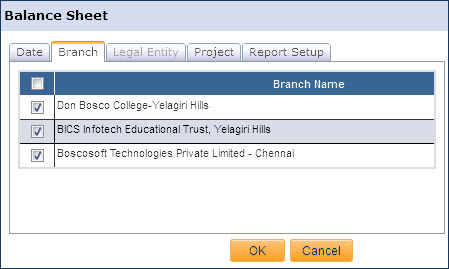 Balance Sheet
Date Branch Legal Entity Project Report Setup
Branch Name
Don Bosco College-Yelagiri Hills
BICS Infotech Educational Trust, Yelagiri Hills
Boscosoft Technologies Private Limited - Chennai
OK Cancel